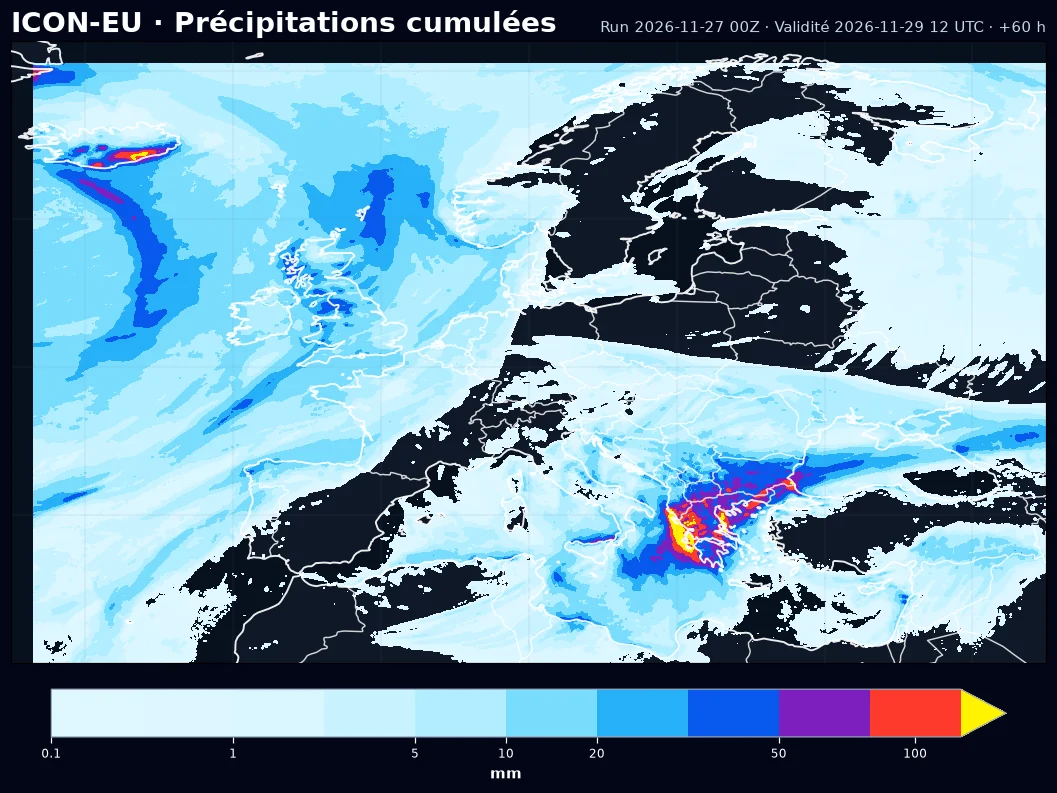 ICON-EU · Précipitations cumulées
Run 2026-11-27 00Z · Validité 2026-11-29 12 UTC · +60 h
0.1 1 5 10 20 50 100
mm